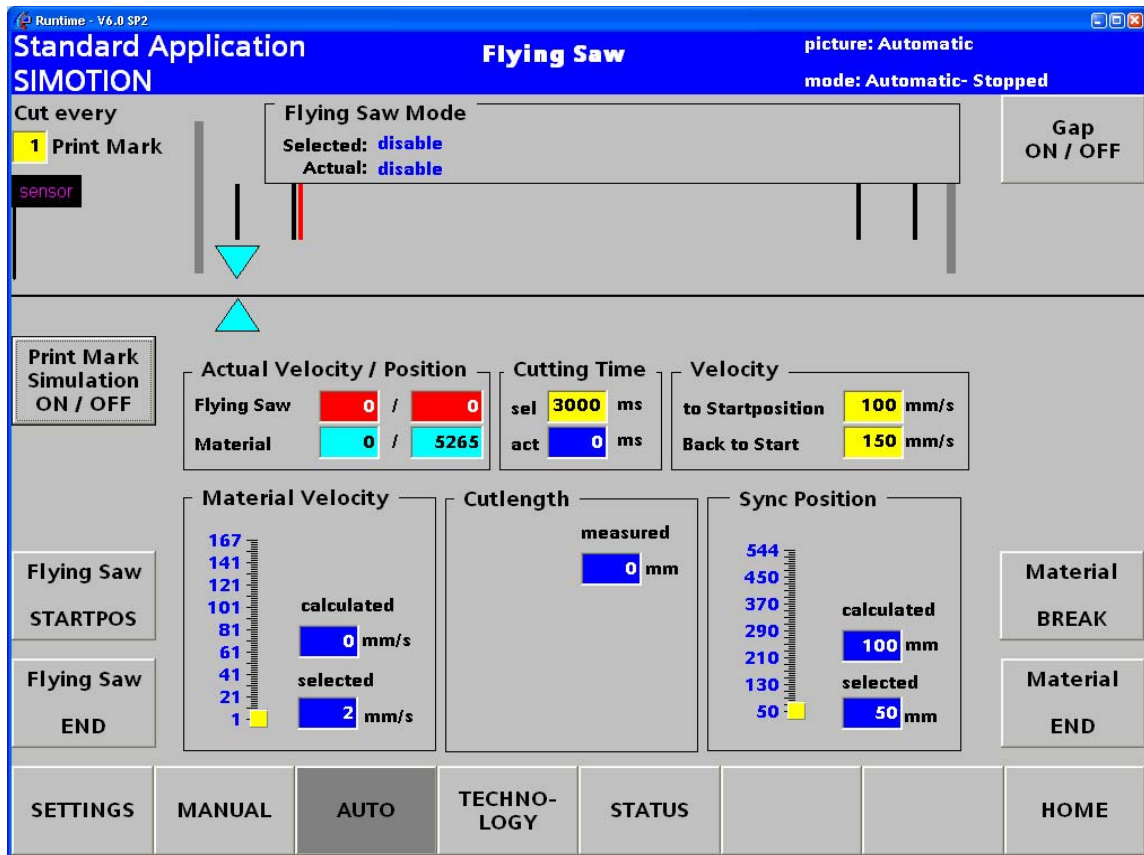 Runtime - V6.0 SP2
Standard Application
SIMOTION
Flying Saw
picture: Automatic
mode: Automatic- Stopped
Cut every
1 Print Mark
sensor
Flying Saw Mode
Selected: disable
Actual: disable
Gap
ON / OFF
Print Mark
Simulation
ON / OFF
Actual Velocity / Position
Flying Saw 0 / 0
Material 0 / 5265
Cutting Time
sel 3000 ms
act 0 ms
Velocity
to Startposition 100 mm/s
Back to Start 150 mm/s
Flying Saw
STARTPOS
Flying Saw
END
Material Velocity
167
141
121
101
81
61
41
21
1
calculated
0 mm/s
selected
2 mm/s
Cutlength
measured
0 mm
Sync Position
544
450
370
290
210
130
50
calculated
100 mm
selected
50 mm
Material
BREAK
Material
END
SETTINGS
MANUAL
AUTO
TECHNO-
LOGY
STATUS
HOME